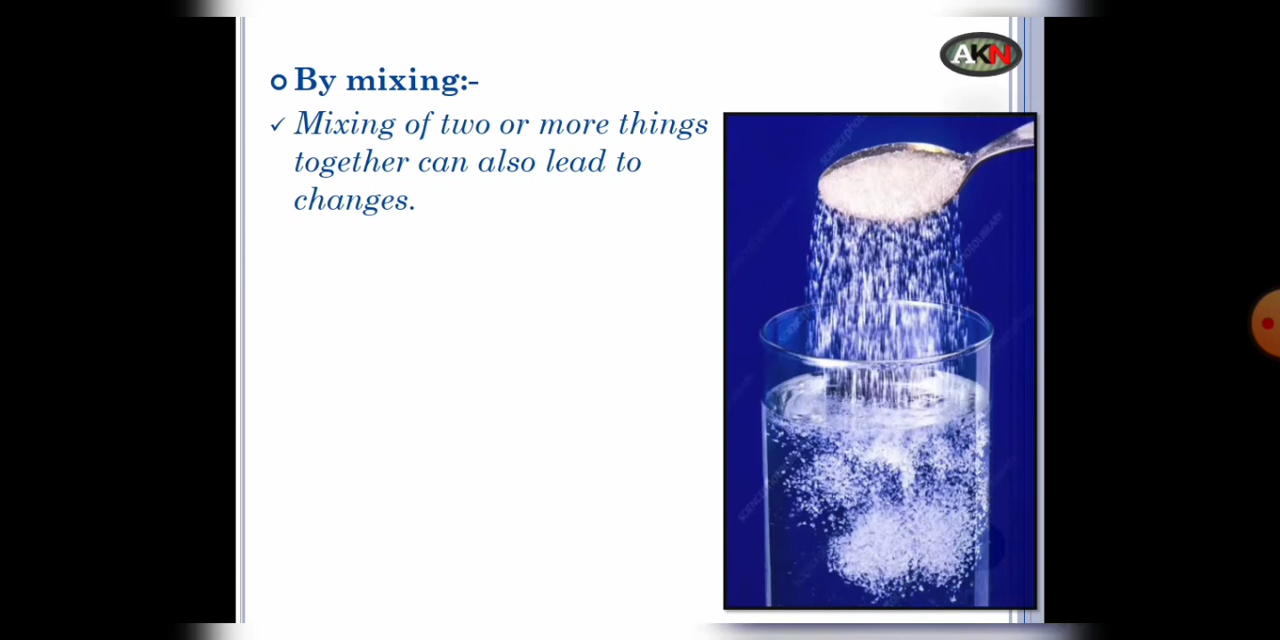 AKN
By mixing:-
Mixing of two or more things
together can also lead to
changes.